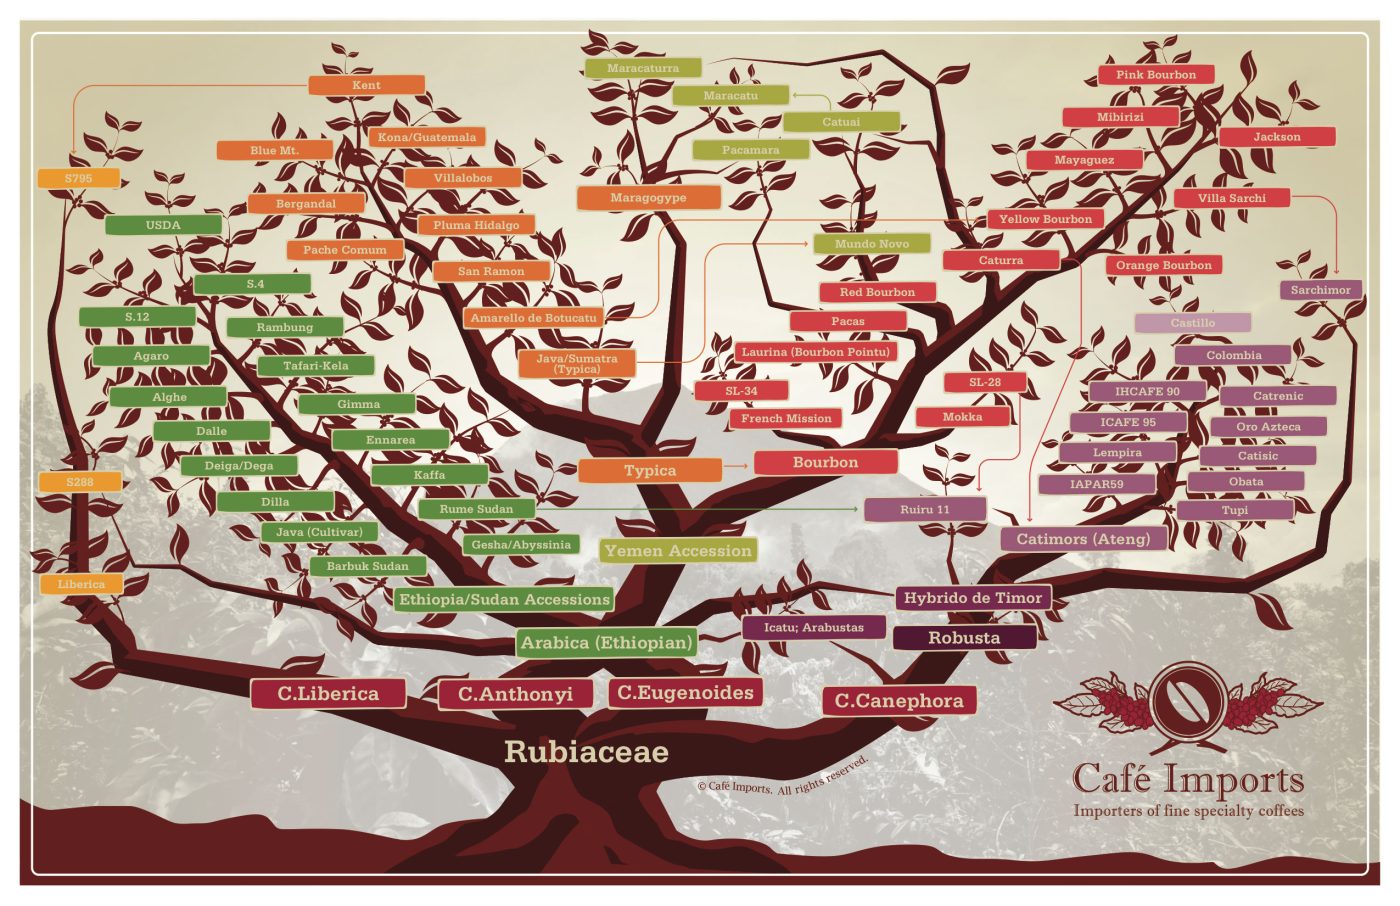 Maracaturra
Pink Bourbon
Kent
Maracatu
Mibirizi
Catuai
Kona/Guatemala
Jackson
Blue Mt.
Pacamara
Mayaguez
S795
Villalobos
Maragogype
Villa Sarchi
Bergandal
USDA
Pluma Hidalgo
Yellow Bourbon
Pache Comum
Mundo Novo
Caturra
Orange Bourbon
San Ramon
S.4
Red Bourbon
Sarchimor
S.12
Amarello de Botucatu
Pacas
Castillo
Rambung
Agaro
Tafari-Kela
Java/Sumatra
(Typica)
Laurina (Bourbon Pointu)
Colombia
Alghe
SL-34
SL-28
IHCAFE 90
Catrenic
Gimma
French Mission
Mokka
ICAFE 95
Oro Azteca
Dalle
Ennarea
Lempira
Catisic
Deiga/Dega
Kaffa
Typica
Bourbon
S288
IAPAR59
Obata
Dilla
Rume Sudan
Ruiru 11
Tupi
Java (Cultivar)
Gesha/Abyssinia
Yemen Accession
Catimors (Ateng)
Barbuk Sudan
Liberica
Ethiopia/Sudan Accessions
Hybrido de Timor
Icatu; Arabustas
Robusta
Arabica (Ethiopian)
C.Liberica
C.Anthonyi
C.Eugenoides
C.Canephora
Rubiaceae
© Café Imports. All rights reserved.
Café Imports
Importers of fine specialty coffees